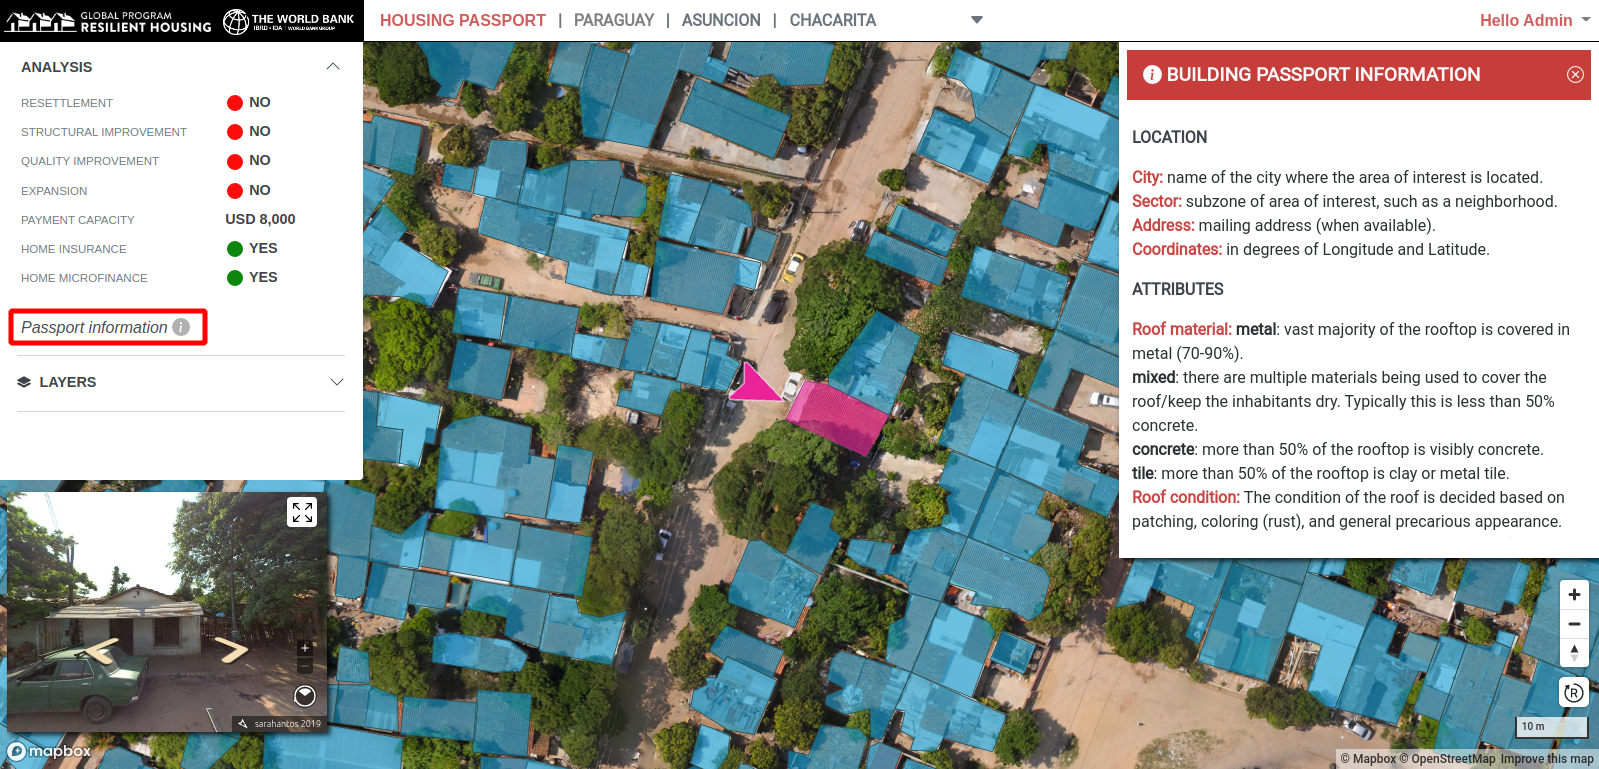 GLOBAL PROGRAM
RESILIENT HOUSING
THE WORLD BANK
IBRD • IDA | WORLD BANK GROUP
HOUSING PASSPORT | PARAGUAY | ASUNCION | CHACARITA
Hello Admin
ANALYSIS
RESETTLEMENT NO
STRUCTURAL IMPROVEMENT NO
QUALITY IMPROVEMENT NO
EXPANSION NO
PAYMENT CAPACITY USD 8,000
HOME INSURANCE YES
HOME MICROFINANCE YES
Passport information i
LAYERS
sarahantos 2019
mapbox
i BUILDING PASSPORT INFORMATION
LOCATION
City: name of the city where the area of interest is located.
Sector: subzone of area of interest, such as a neighborhood.
Address: mailing address (when available).
Coordinates: in degrees of Longitude and Latitude.
ATTRIBUTES
Roof material: metal: vast majority of the rooftop is covered in
metal (70-90%).
mixed: there are multiple materials being used to cover the
roof/keep the inhabitants dry. Typically this is less than 50%
concrete.
concrete: more than 50% of the rooftop is visibly concrete.
tile: more than 50% of the rooftop is clay or metal tile.
Roof condition: The condition of the roof is decided based on
patching, coloring (rust), and general precarious appearance.
+
−
R
10 m
© Mapbox © OpenStreetMap Improve this map